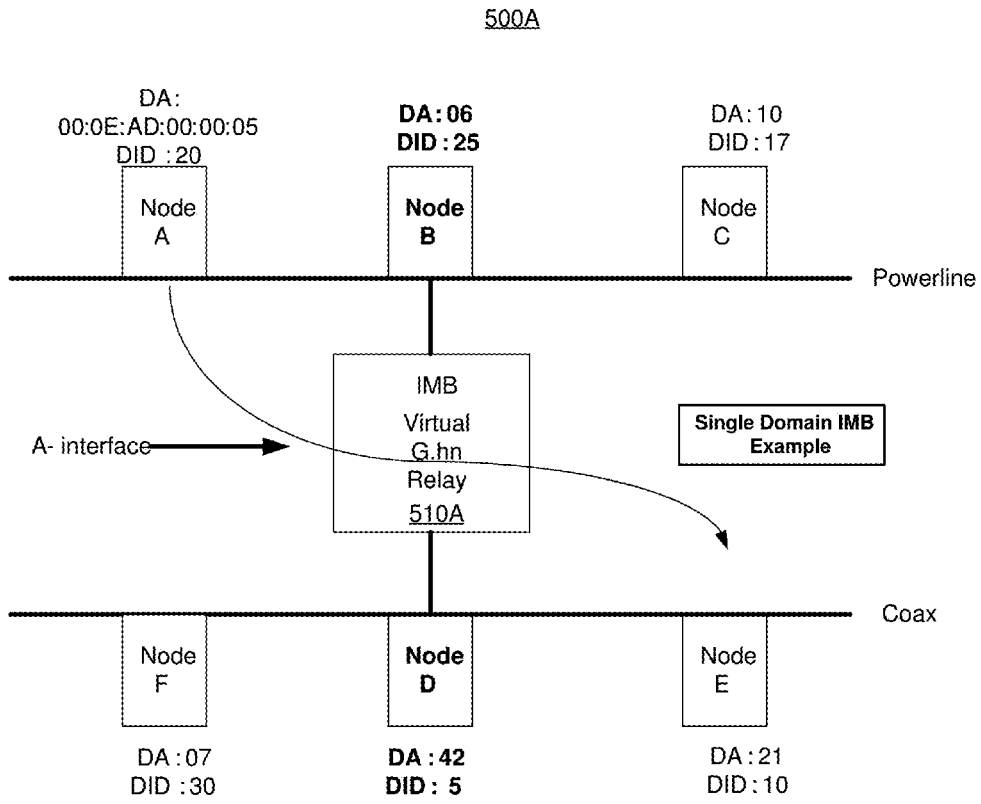 500A
DA:
00:0E:AD:00:00:05
DID :20
DA:06
DID:25
DA:10
DID:17
Node
A
Node
B
Node
C
Powerline
IMB
Virtual
G.hn
Relay
510A
A- interface
Single Domain IMB
Example
Coax
Node
F
Node
D
Node
E
DA:07
DID:30
DA:42
DID: 5
DA:21
DID:10